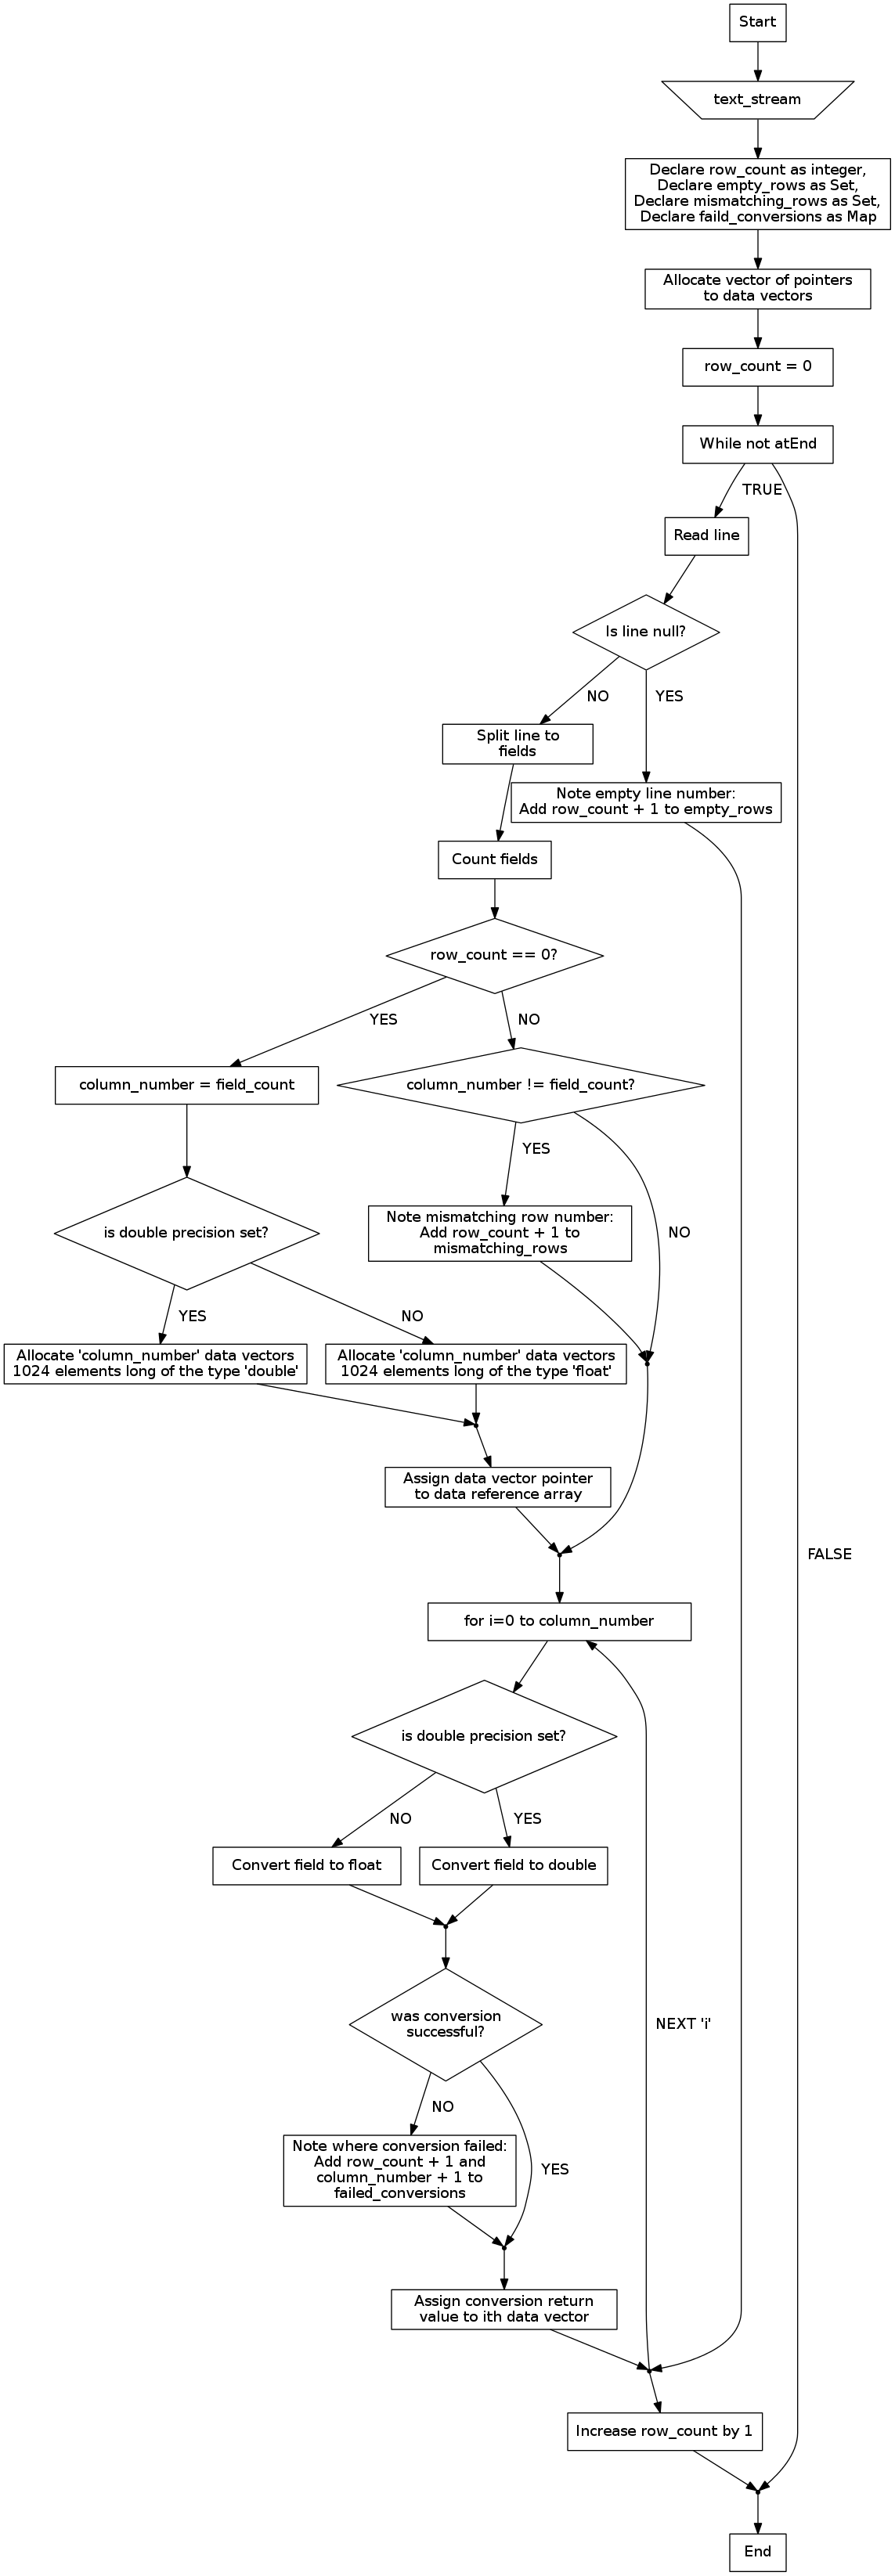 Start
text_stream
Declare row_count as integer,
Declare empty_rows as Set,
Declare mismatching_rows as Set,
Declare faild_conversions as Map
Allocate vector of pointers
to data vectors
row_count = 0
While not atEnd
TRUE
Read line
Is line null?
NO
YES
Split line to
fields
Note empty line number:
Add row_count + 1 to empty_rows
Count fields
row_count == 0?
YES
NO
column_number = field_count
column_number != field_count?
YES
is double precision set?
Note mismatching row number:
Add row_count + 1 to
mismatching_rows
NO
YES
NO
Allocate 'column_number' data vectors
1024 elements long of the type 'double'
Allocate 'column_number' data vectors
1024 elements long of the type 'float'
Assign data vector pointer
to data reference array
FALSE
for i=0 to column_number
is double precision set?
NO
YES
Convert field to float
Convert field to double
was conversion
successful?
NEXT 'i'
NO
Note where conversion failed:
Add row_count + 1 and
column_number + 1 to
failed_conversions
YES
Assign conversion return
value to ith data vector
Increase row_count by 1
End